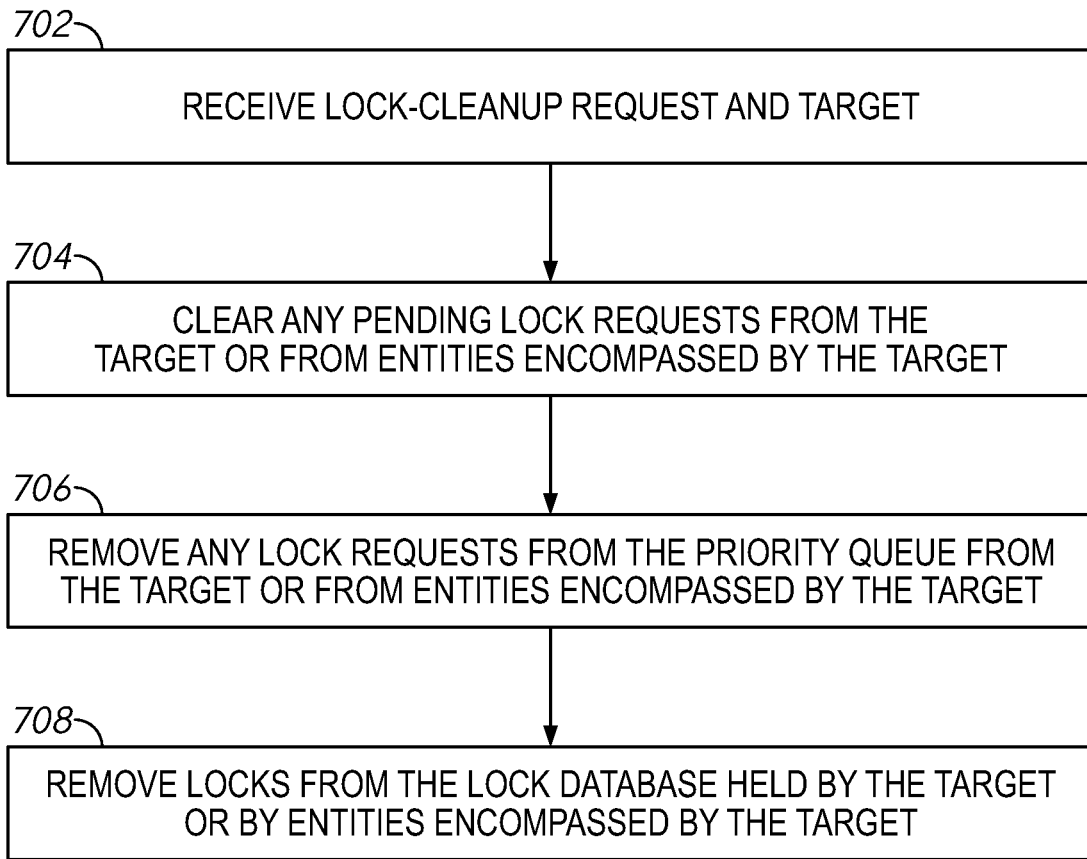 702
RECEIVE LOCK-CLEANUP REQUEST AND TARGET
704
CLEAR ANY PENDING LOCK REQUESTS FROM THE
TARGET OR FROM ENTITIES ENCOMPASSED BY THE TARGET
706
REMOVE ANY LOCK REQUESTS FROM THE PRIORITY QUEUE FROM
THE TARGET OR FROM ENTITIES ENCOMPASSED BY THE TARGET
708
REMOVE LOCKS FROM THE LOCK DATABASE HELD BY THE TARGET
OR BY ENTITIES ENCOMPASSED BY THE TARGET